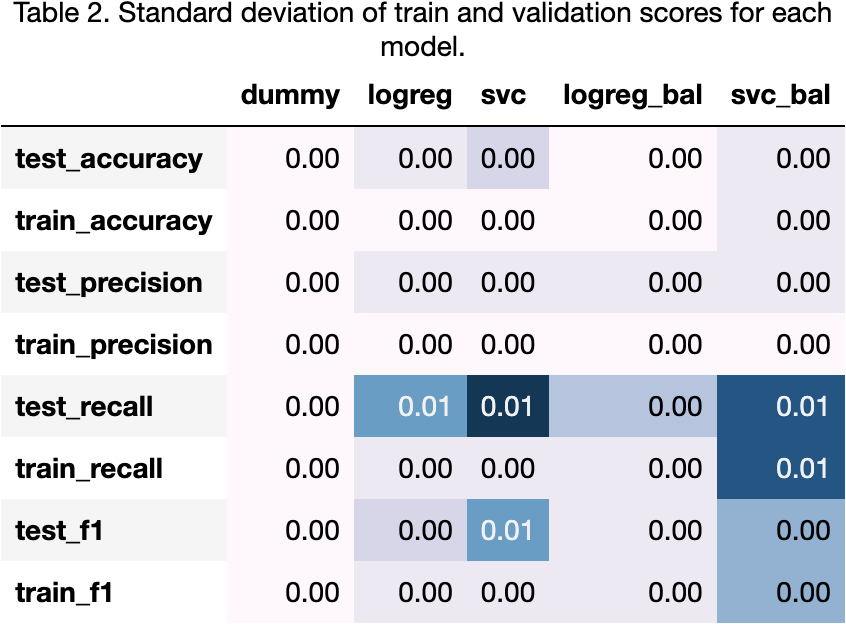 Table 2. Standard deviation of train and validation scores for each
model.
dummy logreg svc logreg_bal svc_bal
test_accuracy 0.00 0.00 0.00 0.00 0.00
train_accuracy 0.00 0.00 0.00 0.00 0.00
test_precision 0.00 0.00 0.00 0.00 0.00
train_precision 0.00 0.00 0.00 0.00 0.00
test_recall 0.00 0.01 0.01 0.00 0.01
train_recall 0.00 0.00 0.00 0.00 0.01
test_f1 0.00 0.00 0.01 0.00 0.00
train_f1 0.00 0.00 0.00 0.00 0.00